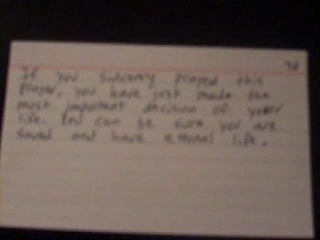 7d
If you sincerely prayed this
prayer, you have just made the
most important decision of your
life. You can be sure you are
saved and have eternal life.